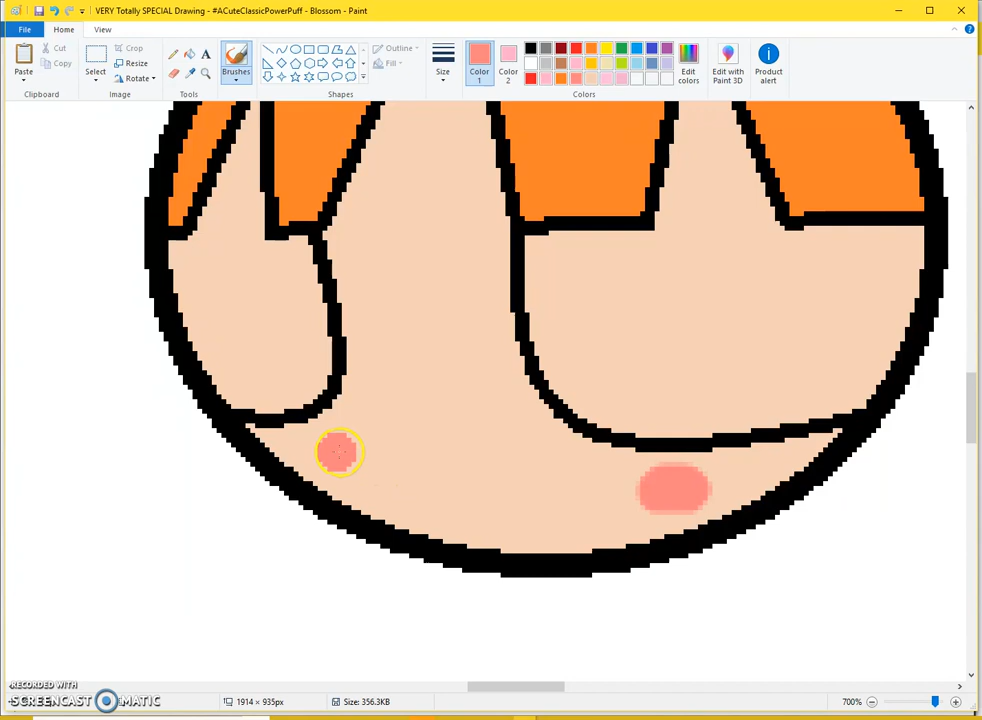 VERY Totally SPECIAL Drawing - #ACuteClassicPowerPuff - Blossom - Paint
File Home View
Paste
Cut
Copy
Clipboard
Select
Crop
Resize
Rotate
Image
A
Tools
Brushes
Shapes
Outline
Fill
Size
Color 1
Color 2
Colors
Edit colors
Edit with Paint 3D
Product alert
RECORDED WITH
SCREENCAST MATIC
1914 × 935px
Size: 356.3KB
700%